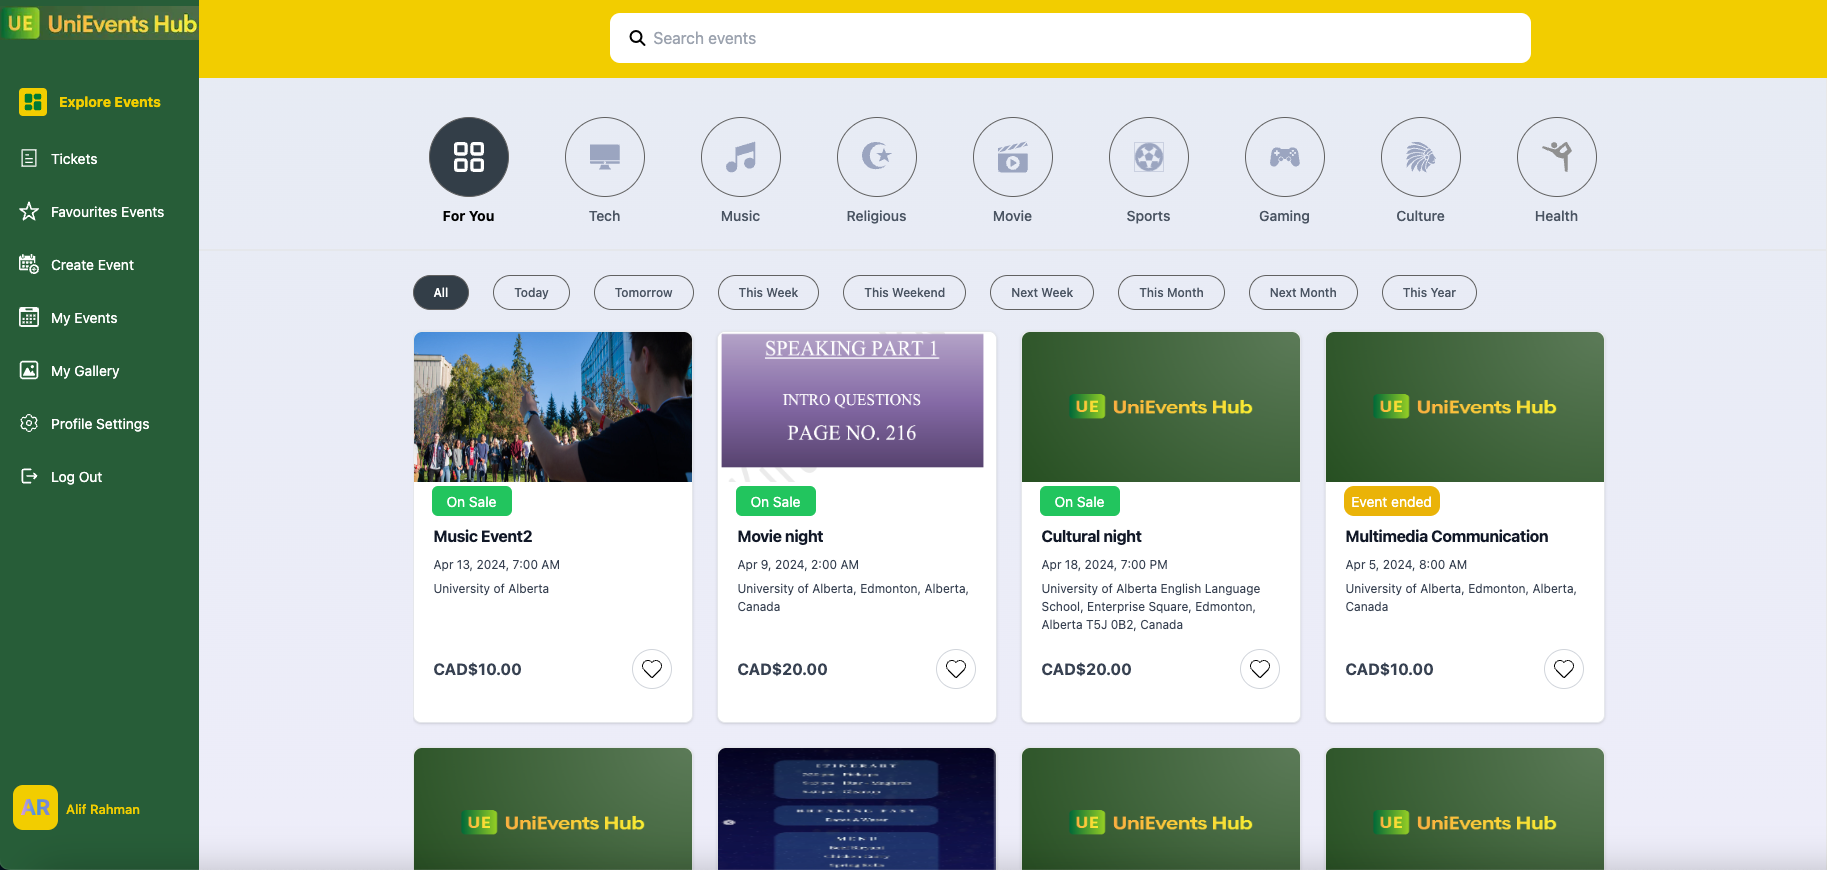 UE UniEvents Hub
Search events
Explore Events
Tickets
Favourites Events
Create Event
My Events
My Gallery
Profile Settings
Log Out
AR Alif Rahman
For You
Tech
Music
Religious
Movie
Sports
Gaming
Culture
Health
All
Today
Tomorrow
This Week
This Weekend
Next Week
This Month
Next Month
This Year
On Sale
Music Event2
Apr 13, 2024, 7:00 AM
University of Alberta
CAD$10.00
SPEAKING PART 1
INTRO QUESTIONS
PAGE NO. 216
On Sale
Movie night
Apr 9, 2024, 2:00 AM
University of Alberta, Edmonton, Alberta,
Canada
CAD$20.00
UE UniEvents Hub
On Sale
Cultural night
Apr 18, 2024, 7:00 PM
University of Alberta English Language
School, Enterprise Square, Edmonton,
Alberta T5J 0B2, Canada
CAD$20.00
UE UniEvents Hub
Event ended
Multimedia Communication
Apr 5, 2024, 8:00 AM
University of Alberta, Edmonton, Alberta,
Canada
CAD$10.00
UE UniEvents Hub
ITINERARY
BREAKING FAST
MENU
UE UniEvents Hub
UE UniEvents Hub